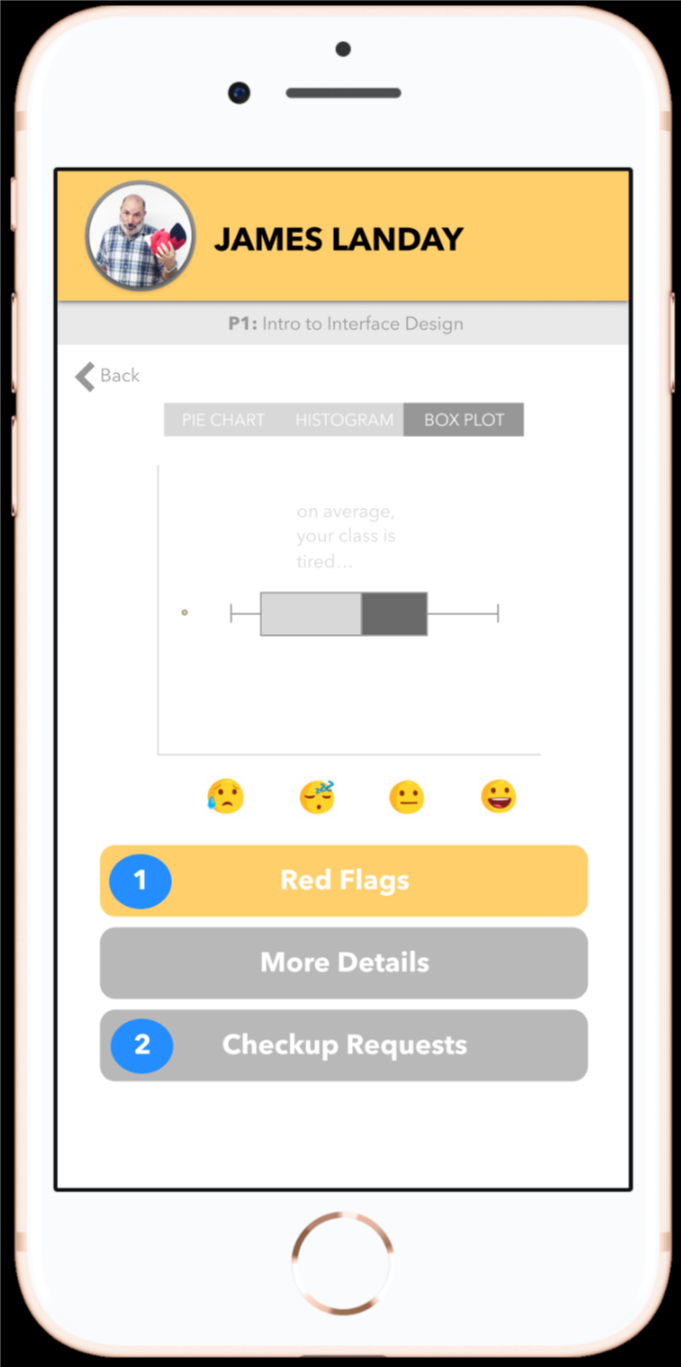 JAMES LANDAY
P1: Intro to Interface Design
Back
PIE CHART HISTOGRAM BOX PLOT
on average,
your class is
tired...
1 Red Flags
More Details
2 Checkup Requests